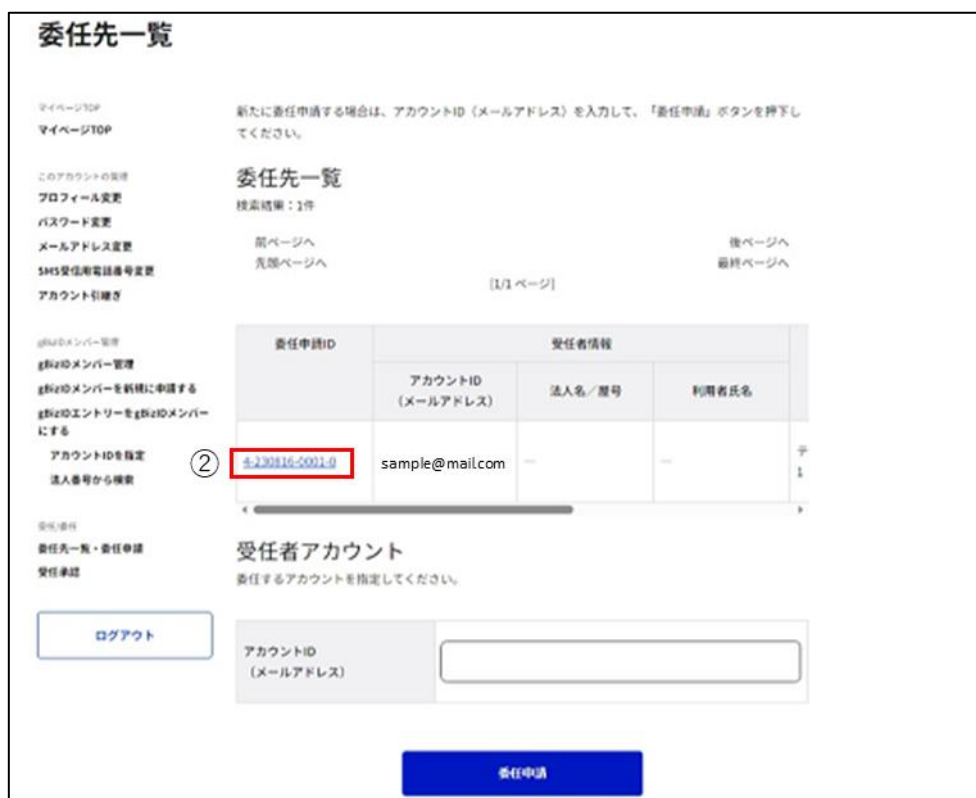 委任先一覧
マイページTOP
マイページTOP
このアカウントの管理
プロフィール変更
パスワード変更
メールアドレス変更
SMS受信用電話番号変更
アカウント引継ぎ
gBizIDメンバー管理
gBizIDメンバー管理
gBizIDメンバーを新規に申請する
gBizIDエントリーをgBizIDメンバー
にする
アカウントIDを指定
法人番号から検索
受任/委任
委任先一覧・委任申請
受任承認
ログアウト
新たに委任申請する場合は、アカウントID（メールアドレス）を入力して、「委任申請」ボタンを押下し
てください。
委任先一覧
検索結果：1件
前ページへ
後ページへ
先頭ページへ
最終ページへ
[1/1 ページ]
委任申請ID
受任者情報
アカウントID
（メールアドレス）
法人名／屋号
利用者氏名
②
4-230816-0001-0
sample@mail.com
—
—
テ
1
受任者アカウント
委任するアカウントを指定してください。
アカウントID
（メールアドレス）
委任申請